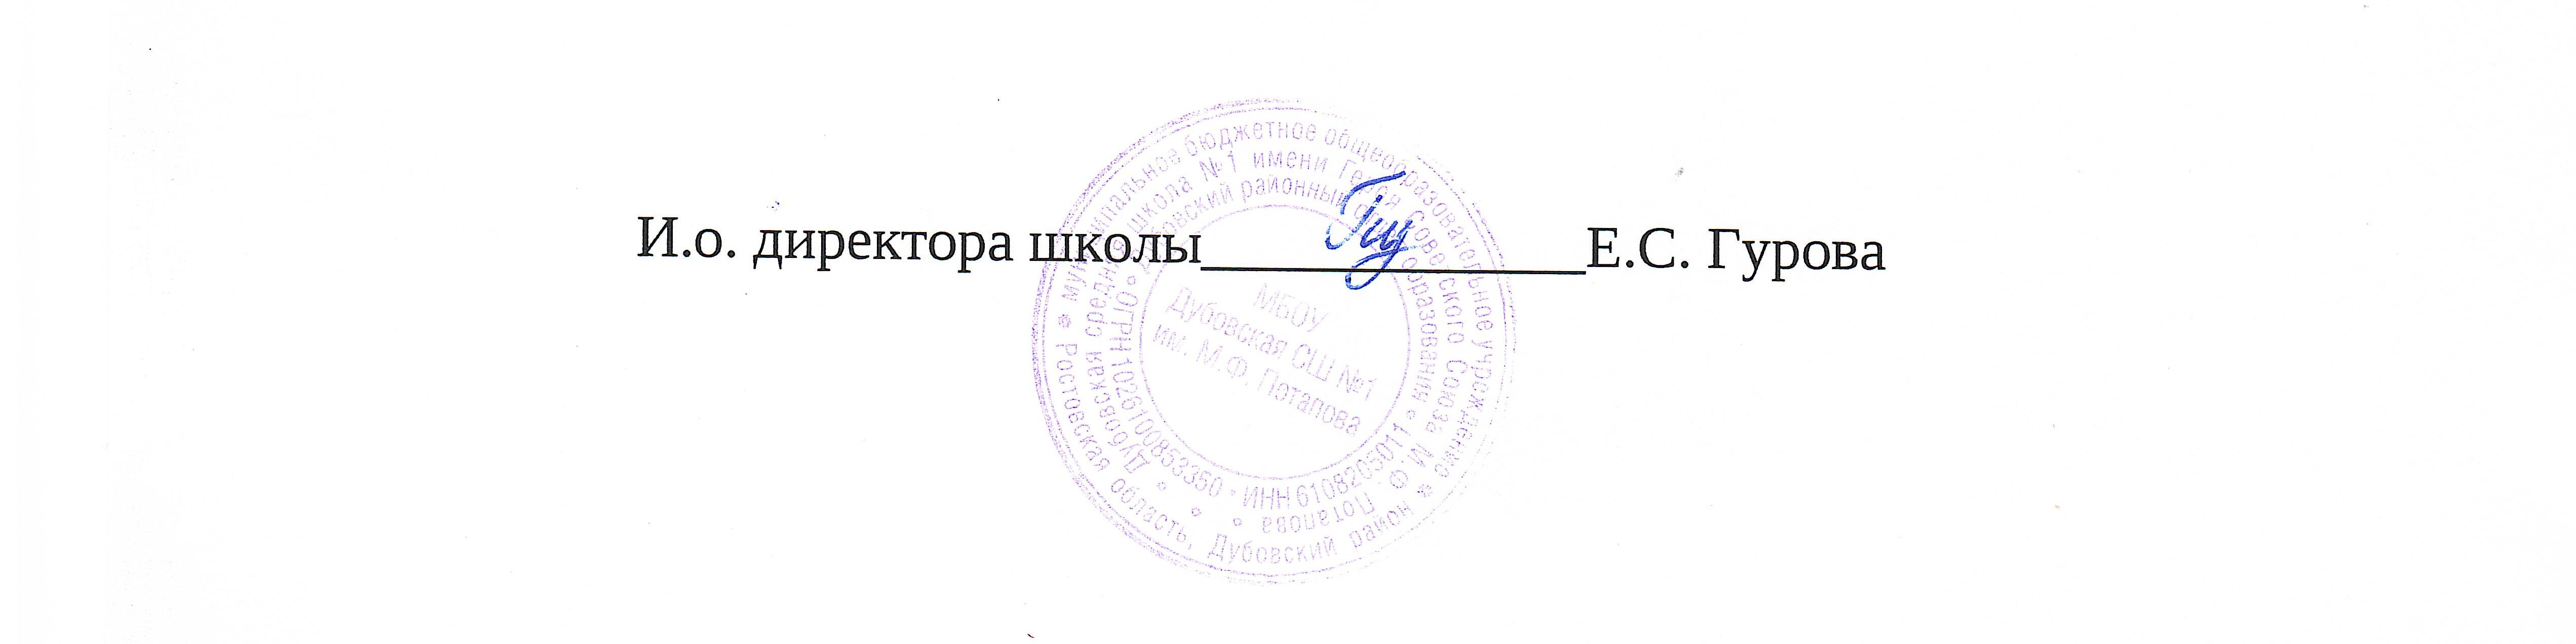 И.о. директора школы____________Е.С. Гурова
муниципальное бюджетное общеобразовательное учреждение
Ростовская область, Дубовский район
Дубовская средняя школа №1 имени Героя Советского Союза М.Ф. Потапова
Дубовский районный отдел образования
ОГРН 1026100853350 • ИНН 6108205011
МБОУ
Дубовская СШ №1
им. М.Ф. Потапова